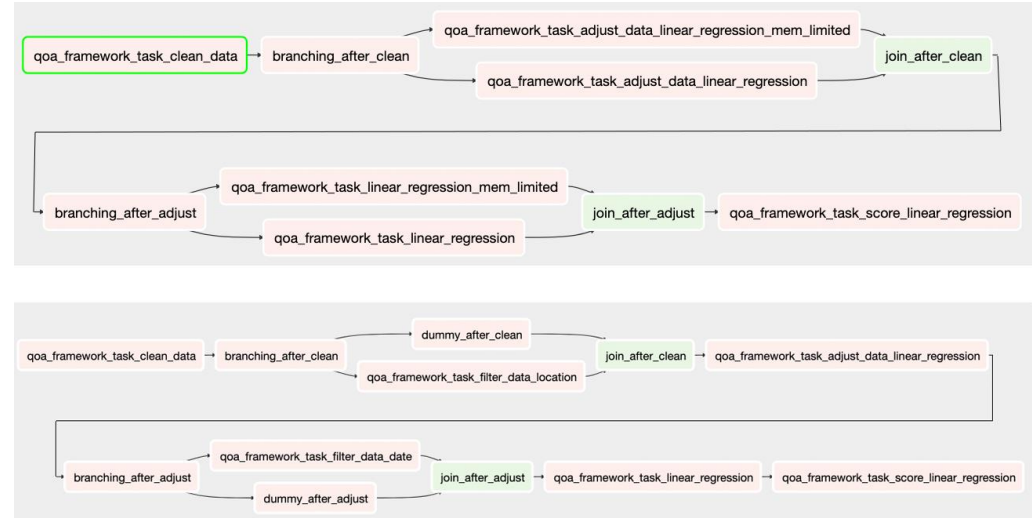 qoa_framework_task_adjust_data_linear_regression_mem_limited
qoa_framework_task_clean_data
branching_after_clean
join_after_clean
qoa_framework_task_adjust_data_linear_regression
qoa_framework_task_linear_regression_mem_limited
branching_after_adjust
join_after_adjust
qoa_framework_task_score_linear_regression
qoa_framework_task_linear_regression
dummy_after_clean
qoa_framework_task_clean_data
branching_after_clean
join_after_clean
qoa_framework_task_adjust_data_linear_regression
qoa_framework_task_filter_data_location
qoa_framework_task_filter_data_date
branching_after_adjust
join_after_adjust
qoa_framework_task_linear_regression
qoa_framework_task_score_linear_regression
dummy_after_adjust